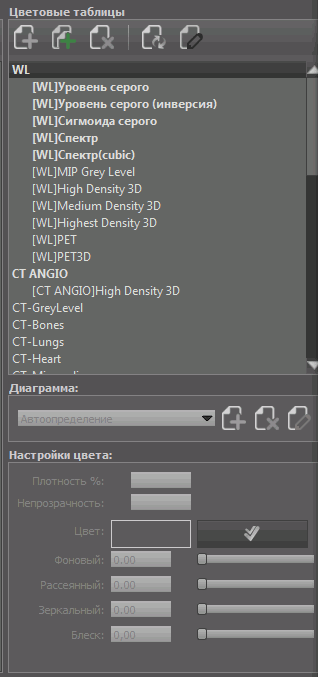 Цветовые таблицы
WL
[WL]Уровень серого
[WL]Уровень серого (инверсия)
[WL]Сигмоида серого
[WL]Спектр
[WL]Спектр(cubic)
[WL]MIP Grey Level
[WL]High Density 3D
[WL]Medium Density 3D
[WL]Highest Density 3D
[WL]PET
[WL]PET3D
CT ANGIO
[CT ANGIO]High Density 3D
CT-GreyLevel
CT-Bones
CT-Lungs
CT-Heart
Диаграмма:
Автоопределение
Настройки цвета:
Плотность %:
Непрозрачность:
Цвет:
Фоновый: 0.00
Рассеянный: 0.00
Зеркальный: 0.00
Блеск: 0,00